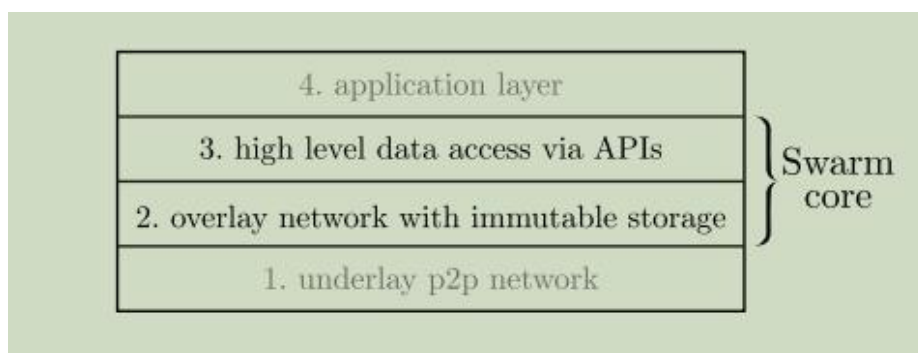 4. application layer
3. high level data access via APIs
2. overlay network with immutable storage
1. underlay p2p network
Swarm
core